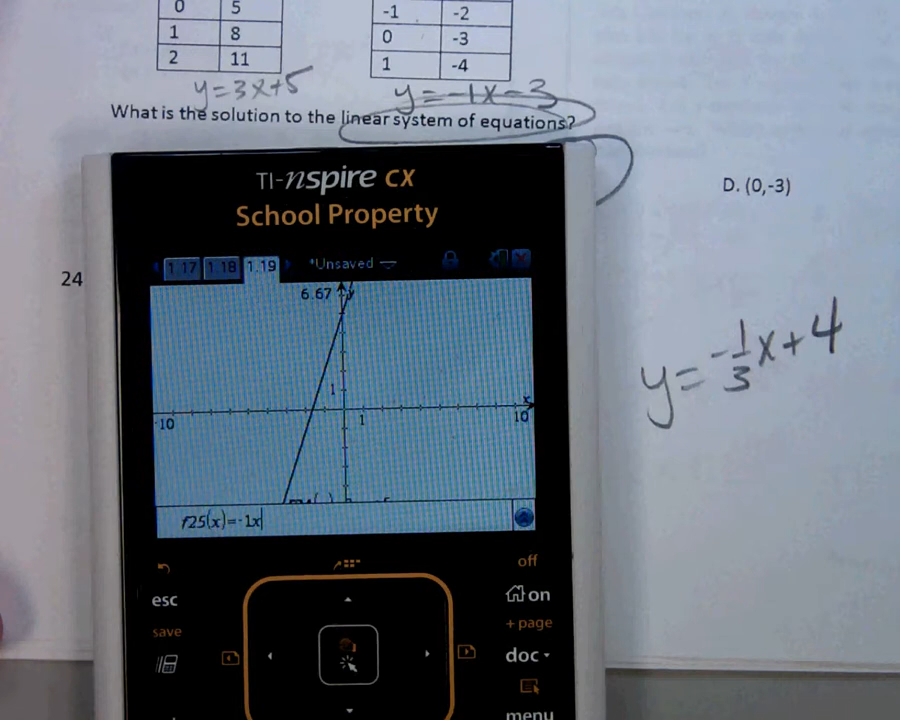 0 5 -1 -2
1 8 0 -3
2 11 1 -4
y=3x+5 y=-1x-3
What is the solution to the linear system of equations?
D. (0,-3)
TI-nspire CX
School Property
24
1.17 1.18 1.19 *Unsaved
6.67 y
y=-1/3x+4
1
x
-10 1 10
f25(x)=-1x
off
esc on
save + page
doc
menu